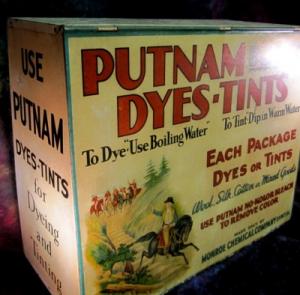 USE
PUTNAM
DYES-TINTS
for
Dyeing
and
Tinting
PUTNAM
DYES-TINTS
To Dye-Use Boiling Water
To Tint-Dip in Warm Water
EACH PACKAGE
DYES OR TINTS
Wool, Silk, Cotton or Mixed Goods
USE PUTNAM NO-KOLOR BLEACH
TO REMOVE COLOR
MONROE CHEMICAL COMPANY